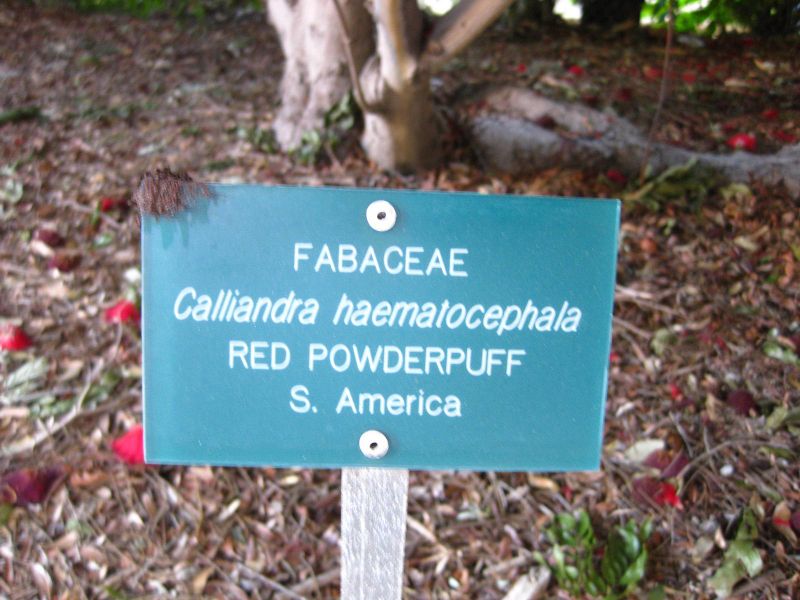 FABACEAE
Calliandra haematocephala
RED POWDERPUFF
S. America